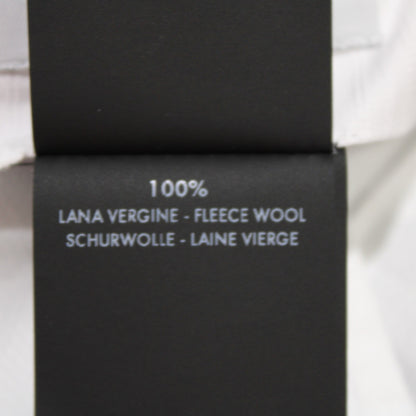 100%
LANA VERGINE - FLEECE WOOL
SCHURWOLLE - LAINE VIERGE